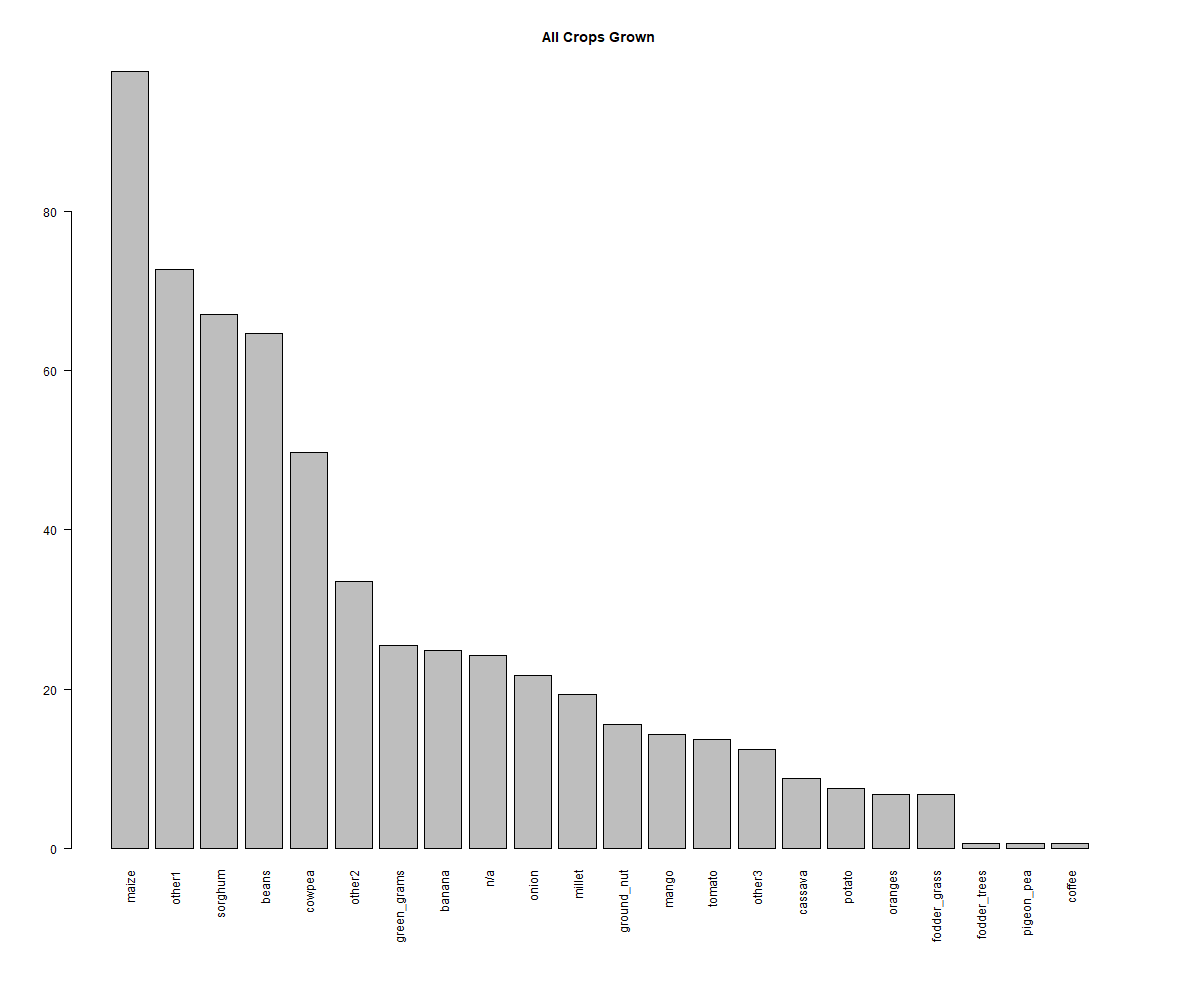 All Crops Grown
80
60
40
20
0
maize
other1
sorghum
beans
cowpea
other2
green_grams
banana
n/a
onion
millet
ground_nut
mango
tomato
other3
cassava
potato
oranges
fodder_grass
fodder_trees
pigeon_pea
coffee